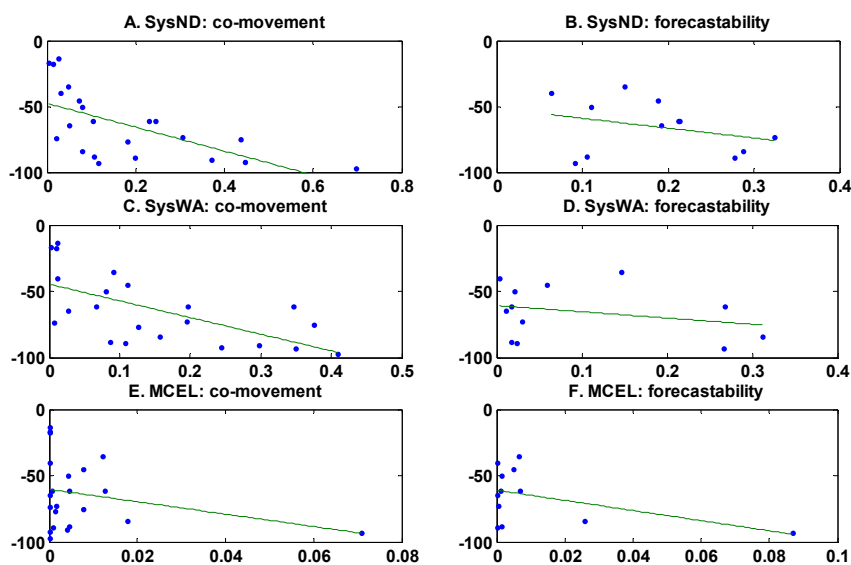 A. SysND: co-movement
B. SysND: forecastability
0
-50
-100
0 0.2 0.4 0.6 0.8
0
-50
-100
0 0.1 0.2 0.3 0.4
C. SysWA: co-movement
D. SysWA: forecastability
0
-50
-100
0 0.1 0.2 0.3 0.4 0.5
0
-50
-100
0 0.1 0.2 0.3 0.4
E. MCEL: co-movement
F. MCEL: forecastability
0
-50
-100
0 0.02 0.04 0.06 0.08
0
-50
-100
0 0.02 0.04 0.06 0.08 0.1